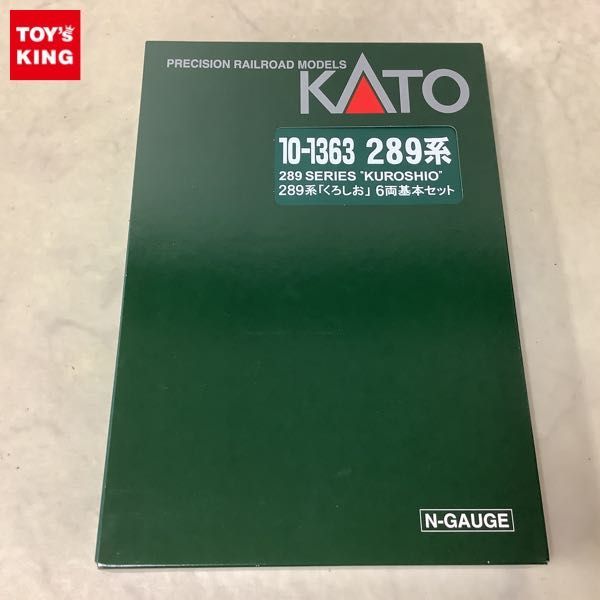 TOY'S
KING
PRECISION RAILROAD MODELS
KATO
10-1363 289系
289 SERIES "KUROSHIO"
289系「くろしお」 6両基本セット
N-GAUGE